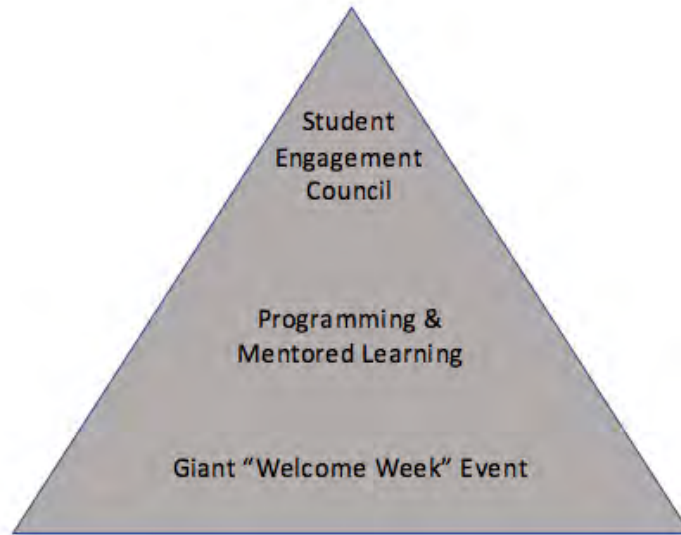 Student
Engagement
Council
Programming &
Mentored Learning
Giant “Welcome Week” Event